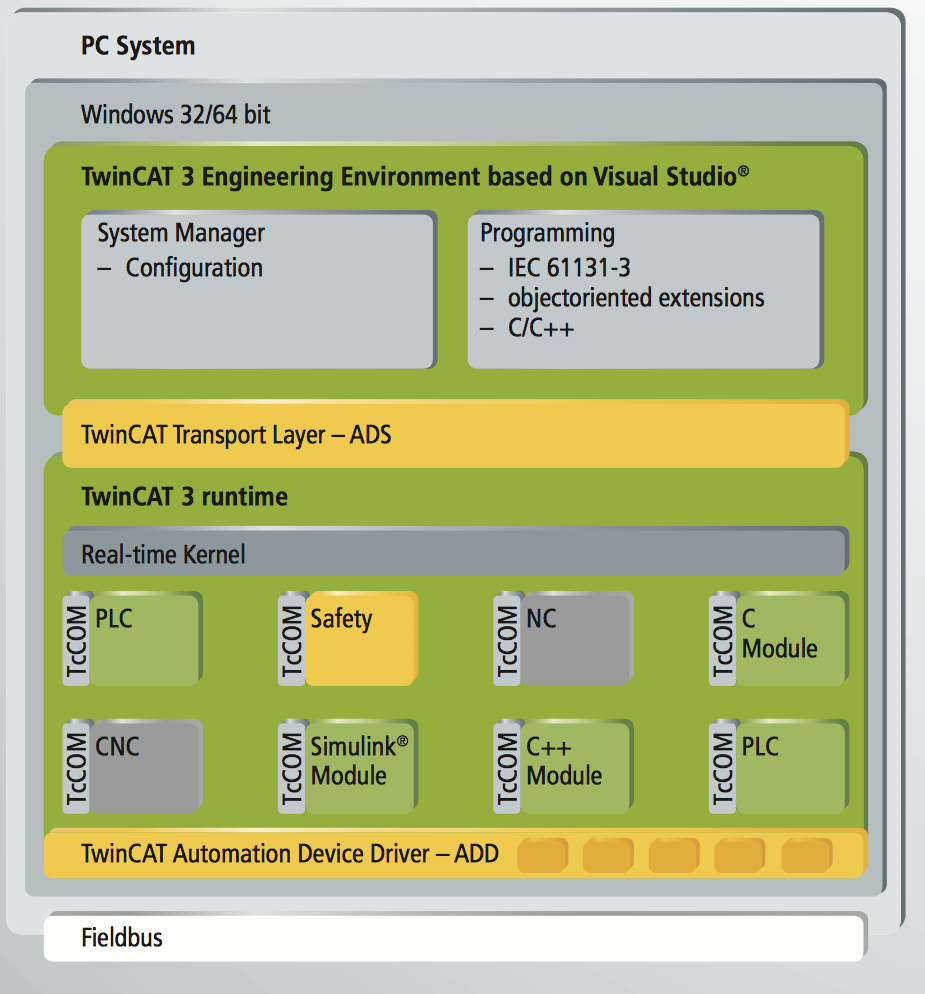 PC System
Windows 32/64 bit
TwinCAT 3 Engineering Environment based on Visual Studio®
System Manager
– Configuration
Programming
– IEC 61131-3
– objectoriented extensions
– C/C++
TwinCAT Transport Layer – ADS
TwinCAT 3 runtime
Real-time Kernel
TcCOM
PLC
TcCOM
Safety
TcCOM
NC
TcCOM
C
Module
TcCOM
CNC
TcCOM
Simulink®
Module
TcCOM
C++
Module
TcCOM
PLC
TwinCAT Automation Device Driver – ADD
Fieldbus